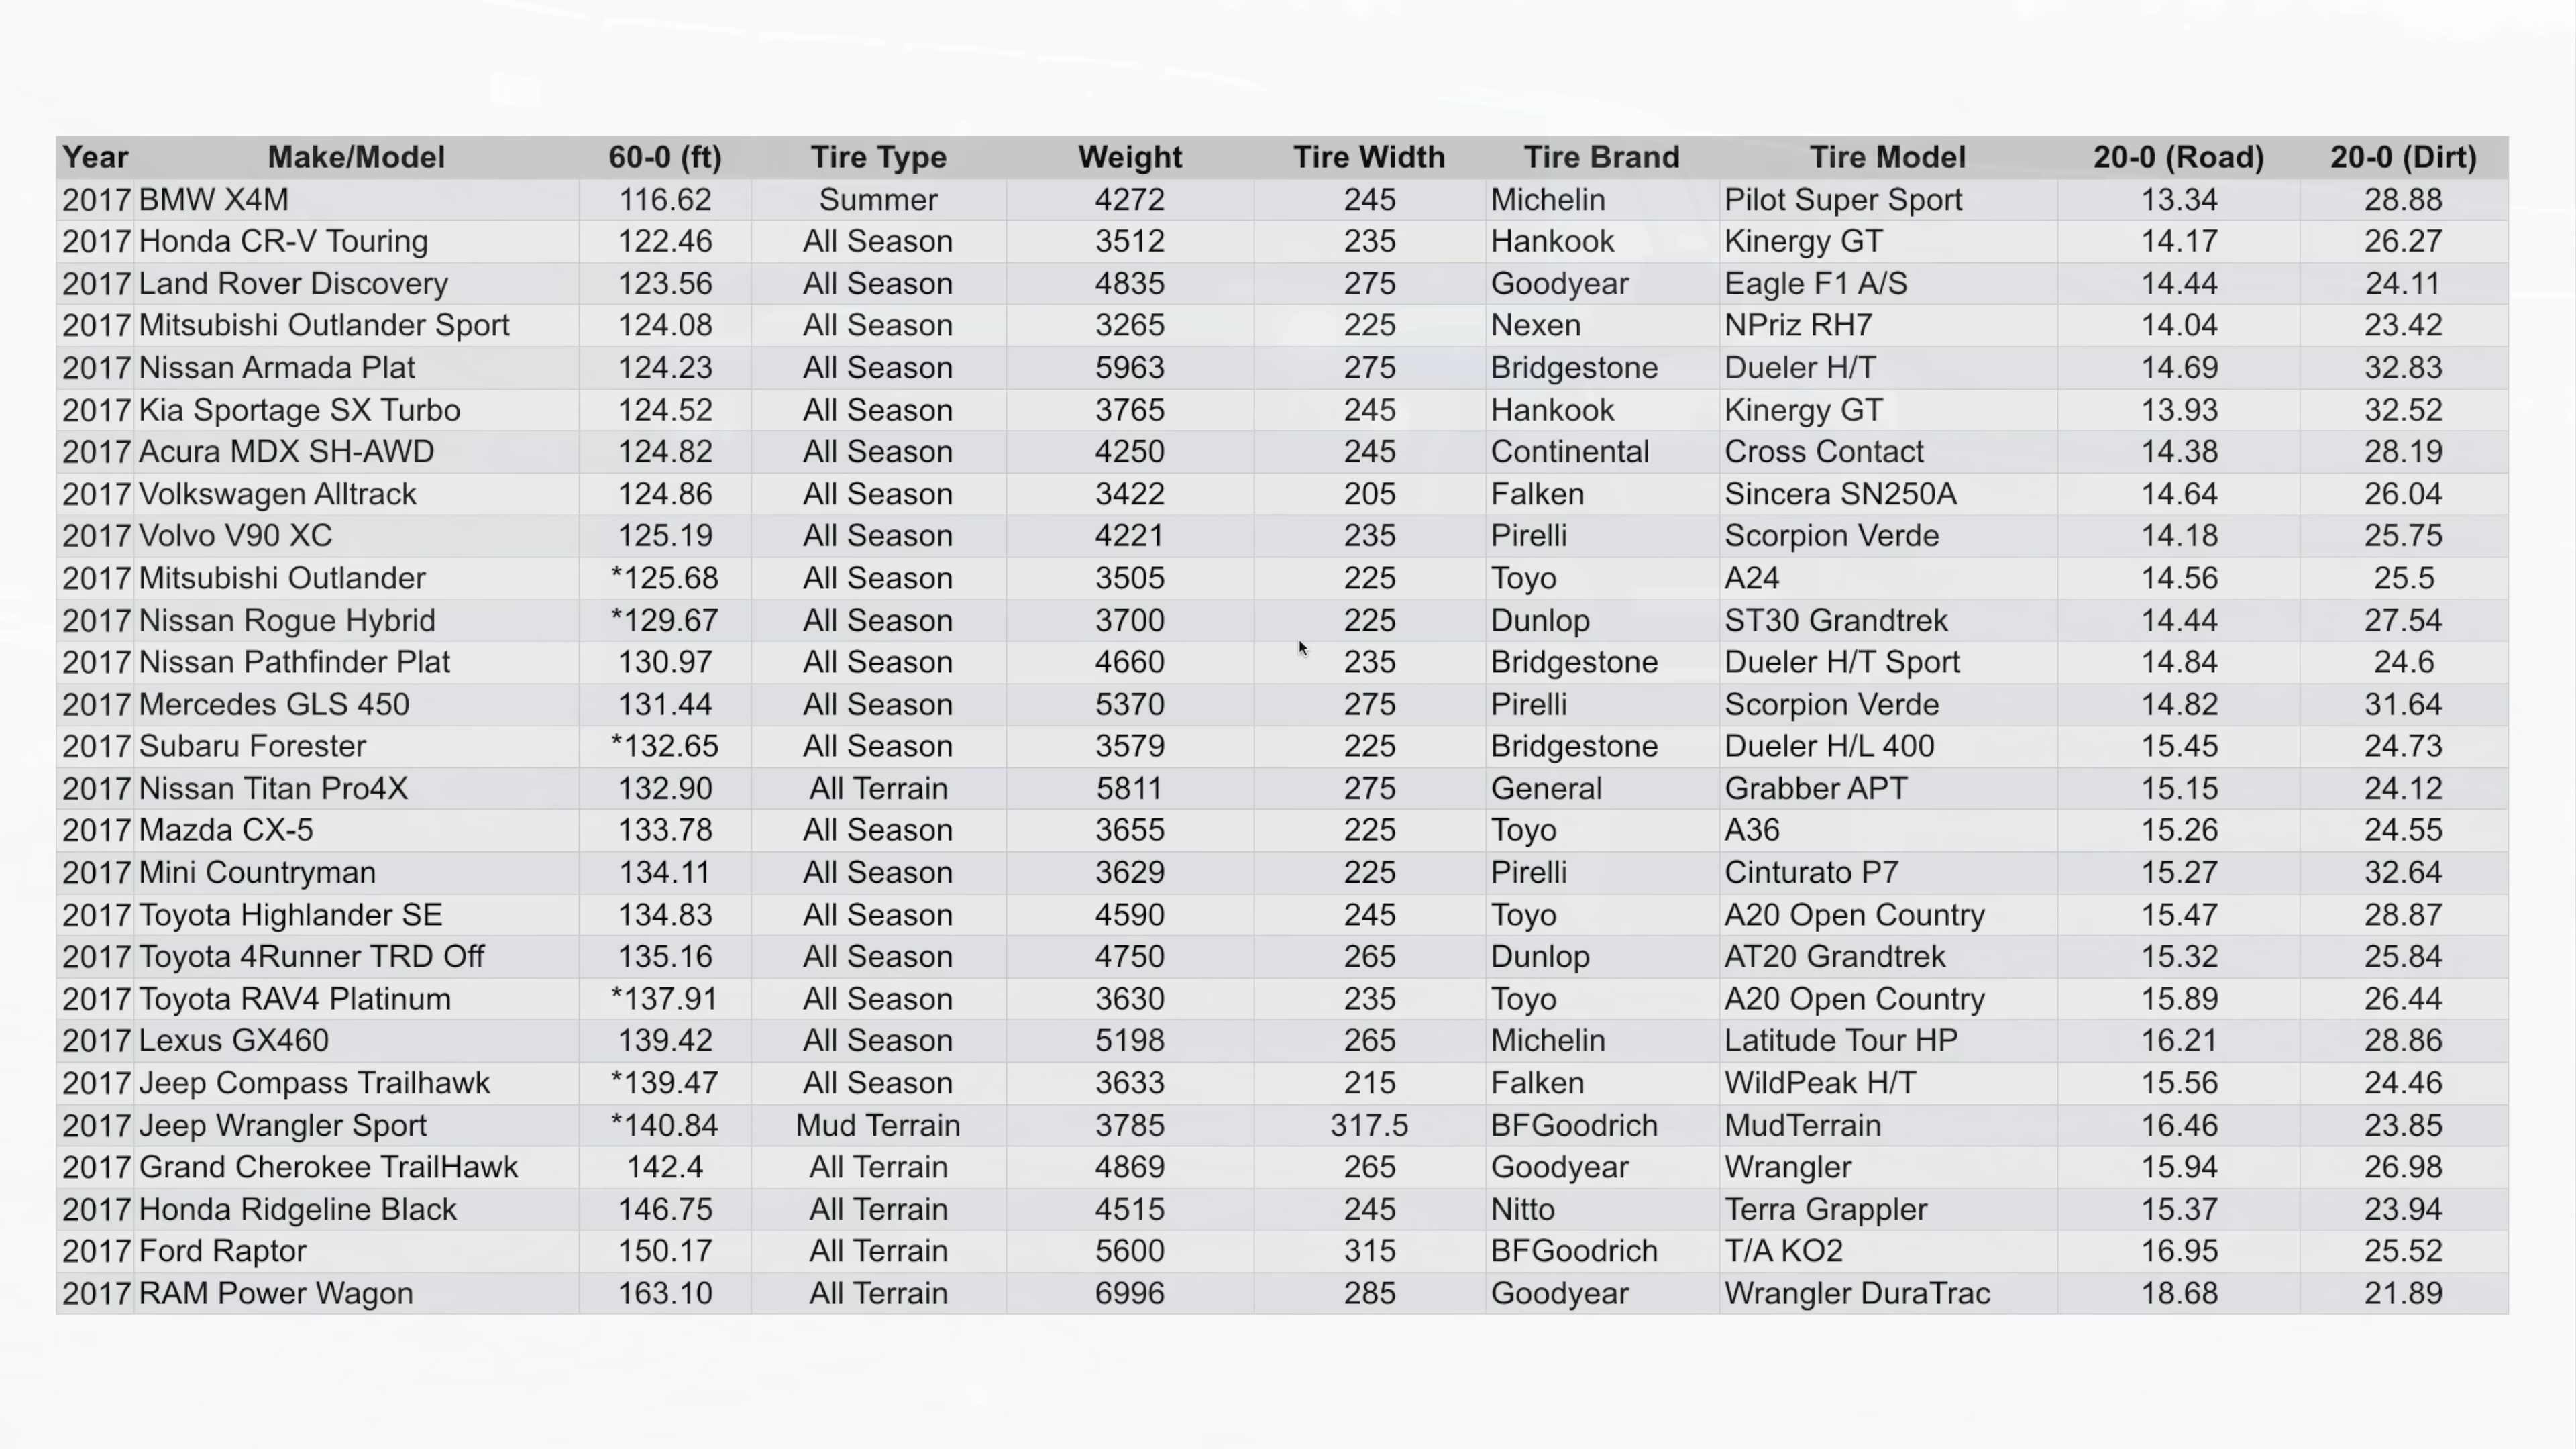 Year Make/Model 60-0 (ft) Tire Type Weight Tire Width Tire Brand Tire Model 20-0 (Road) 20-0 (Dirt)
2017 BMW X4M 116.62 Summer 4272 245 Michelin Pilot Super Sport 13.34 28.88
2017 Honda CR-V Touring 122.46 All Season 3512 235 Hankook Kinergy GT 14.17 26.27
2017 Land Rover Discovery 123.56 All Season 4835 275 Goodyear Eagle F1 A/S 14.44 24.11
2017 Mitsubishi Outlander Sport 124.08 All Season 3265 225 Nexen NPriz RH7 14.04 23.42
2017 Nissan Armada Plat 124.23 All Season 5963 275 Bridgestone Dueler H/T 14.69 32.83
2017 Kia Sportage SX Turbo 124.52 All Season 3765 245 Hankook Kinergy GT 13.93 32.52
2017 Acura MDX SH-AWD 124.82 All Season 4250 245 Continental Cross Contact 14.38 28.19
2017 Volkswagen Alltrack 124.86 All Season 3422 205 Falken Sincera SN250A 14.64 26.04
2017 Volvo V90 XC 125.19 All Season 4221 235 Pirelli Scorpion Verde 14.18 25.75
2017 Mitsubishi Outlander *125.68 All Season 3505 225 Toyo A24 14.56 25.5
2017 Nissan Rogue Hybrid *129.67 All Season 3700 225 Dunlop ST30 Grandtrek 14.44 27.54
2017 Nissan Pathfinder Plat 130.97 All Season 4660 235 Bridgestone Dueler H/T Sport 14.84 24.6
2017 Mercedes GLS 450 131.44 All Season 5370 275 Pirelli Scorpion Verde 14.82 31.64
2017 Subaru Forester *132.65 All Season 3579 225 Bridgestone Dueler H/L 400 15.45 24.73
2017 Nissan Titan Pro4X 132.90 All Terrain 5811 275 General Grabber APT 15.15 24.12
2017 Mazda CX-5 133.78 All Season 3655 225 Toyo A36 15.26 24.55
2017 Mini Countryman 134.11 All Season 3629 225 Pirelli Cinturato P7 15.27 32.64
2017 Toyota Highlander SE 134.83 All Season 4590 245 Toyo A20 Open Country 15.47 28.87
2017 Toyota 4Runner TRD Off 135.16 All Season 4750 265 Dunlop AT20 Grandtrek 15.32 25.84
2017 Toyota RAV4 Platinum *137.91 All Season 3630 235 Toyo A20 Open Country 15.89 26.44
2017 Lexus GX460 139.42 All Season 5198 265 Michelin Latitude Tour HP 16.21 28.86
2017 Jeep Compass Trailhawk *139.47 All Season 3633 215 Falken WildPeak H/T 15.56 24.46
2017 Jeep Wrangler Sport *140.84 Mud Terrain 3785 317.5 BFGoodrich MudTerrain 16.46 23.85
2017 Grand Cherokee TrailHawk 142.4 All Terrain 4869 265 Goodyear Wrangler 15.94 26.98
2017 Honda Ridgeline Black 146.75 All Terrain 4515 245 Nitto Terra Grappler 15.37 23.94
2017 Ford Raptor 150.17 All Terrain 5600 315 BFGoodrich T/A KO2 16.95 25.52
2017 RAM Power Wagon 163.10 All Terrain 6996 285 Goodyear Wrangler DuraTrac 18.68 21.89